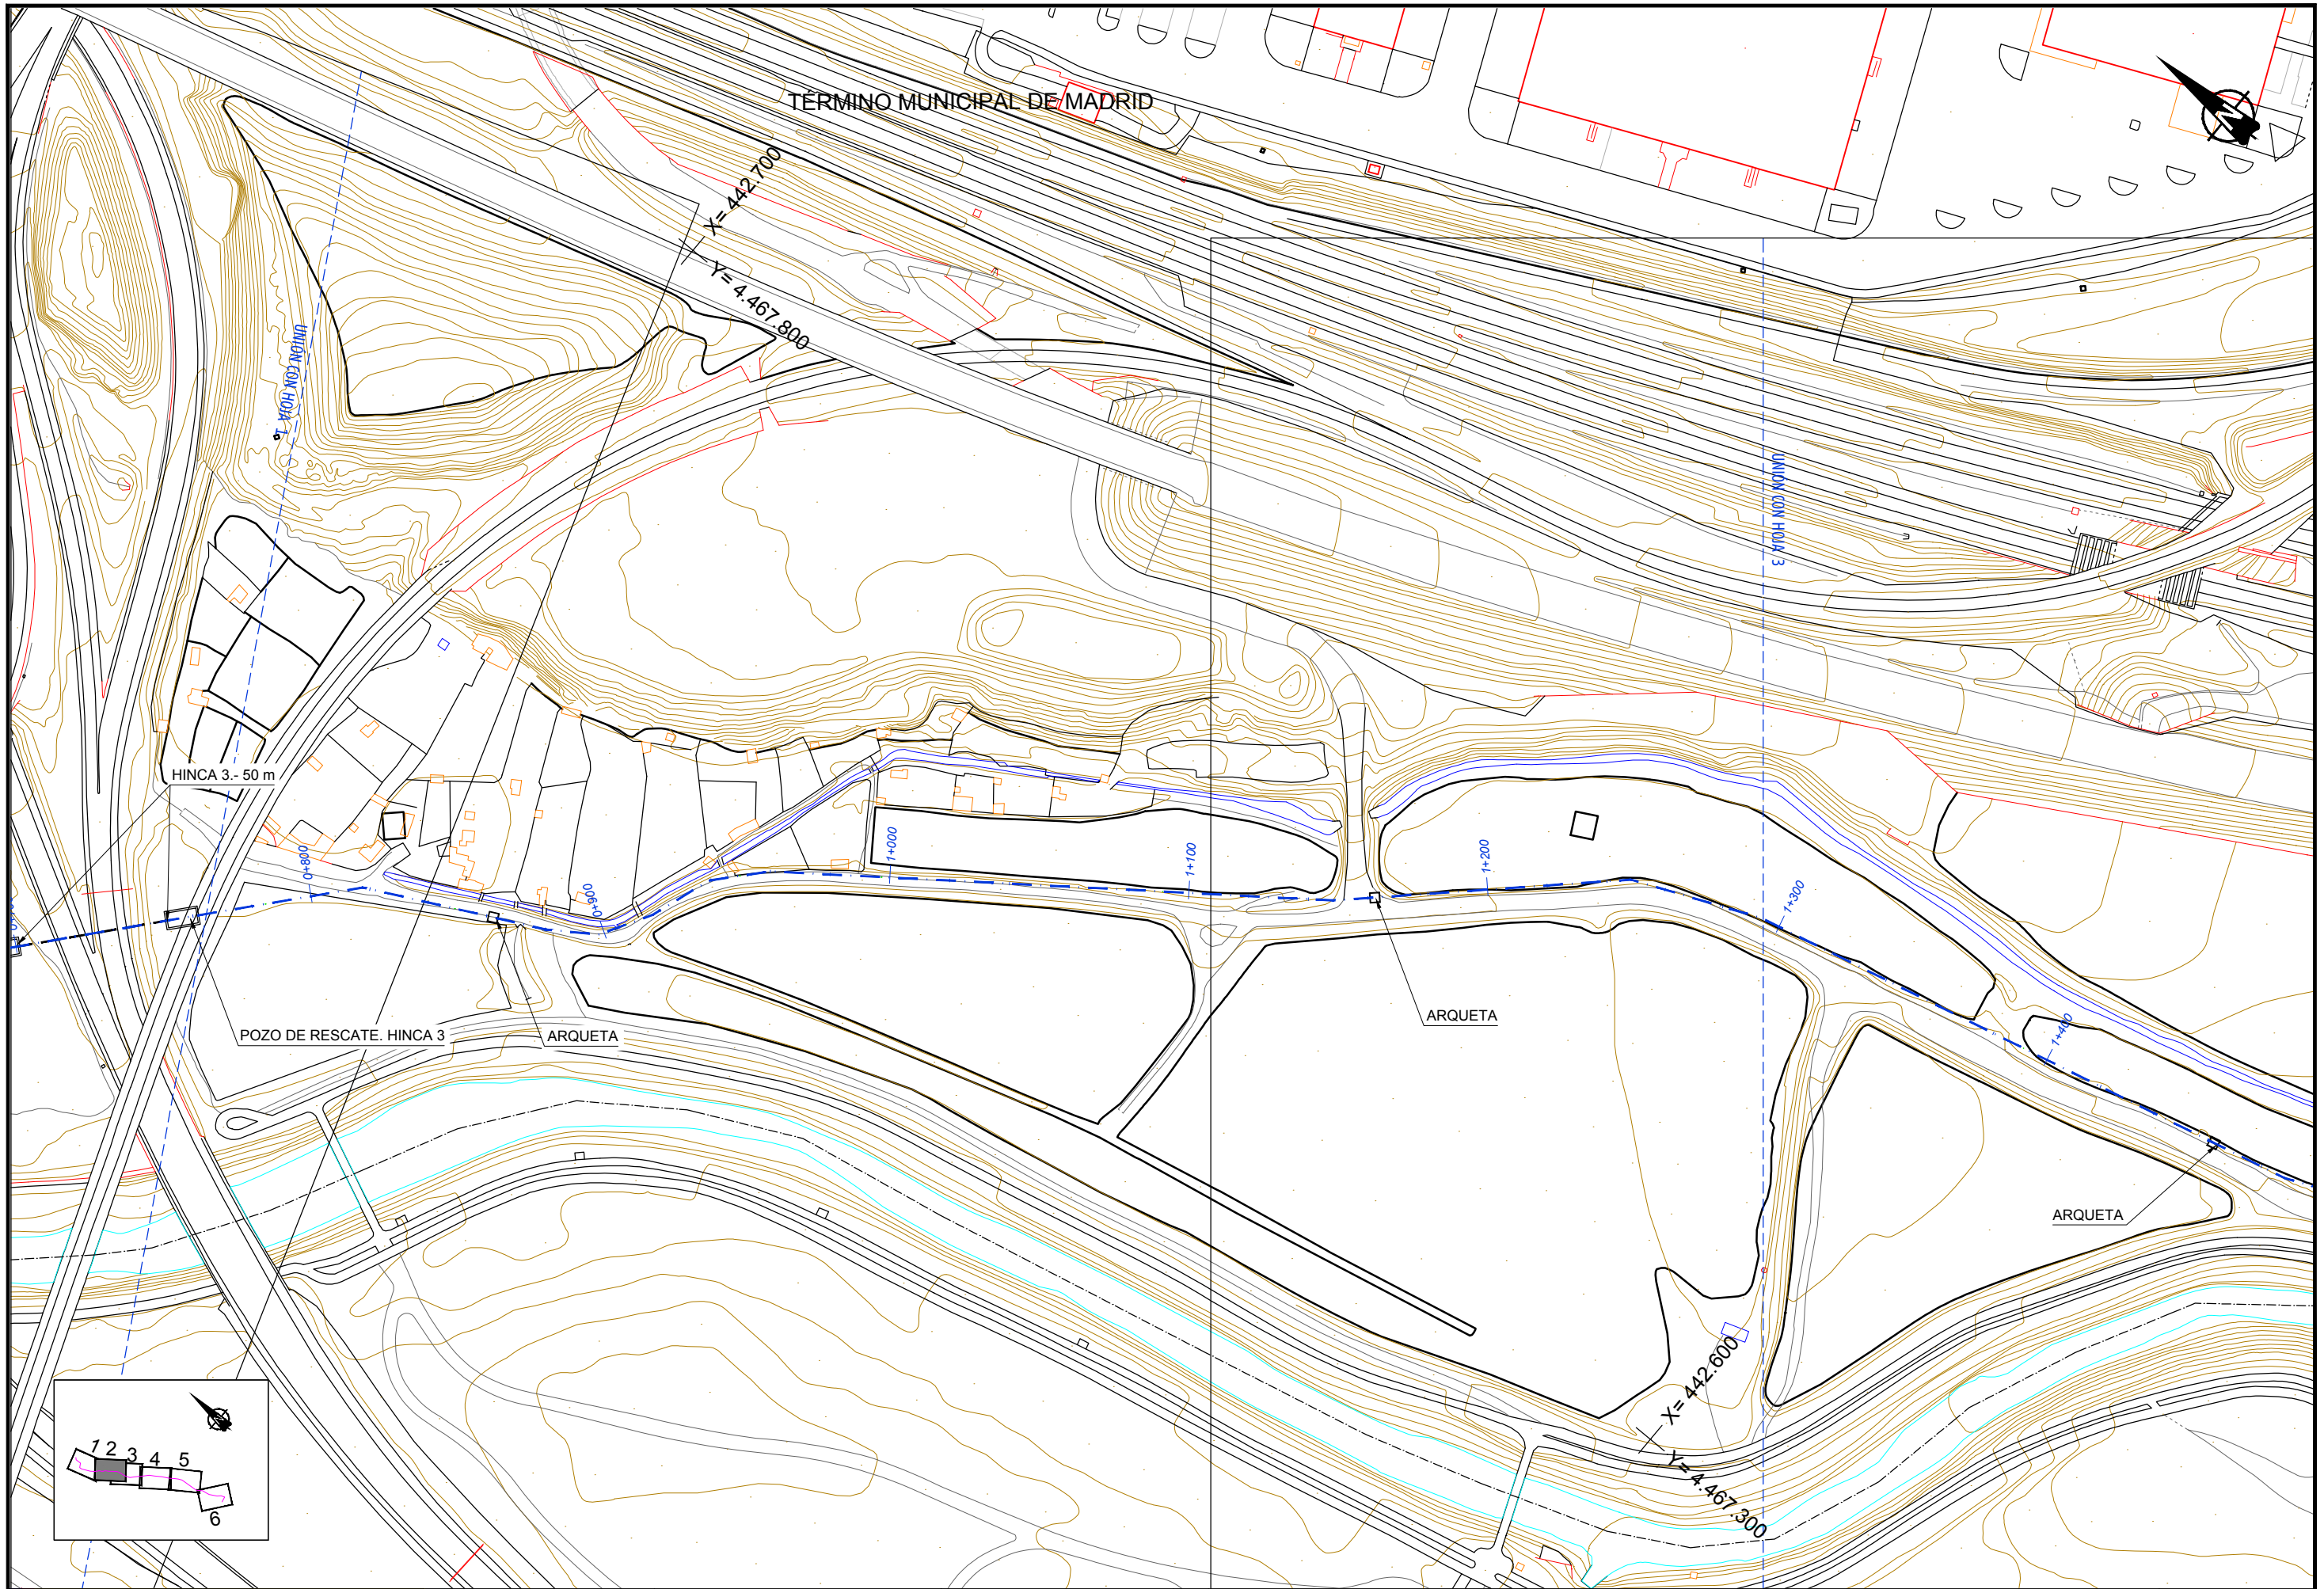 TÉRMINO MUNICIPAL DE MADRID
X= 442.700
Y= 4.467.800
UNIÓN CON HOJA 1
UNIÓN CON HOJA 3
HINCA 3.- 50 m
0+800
0+900
1+000
1+100
1+200
1+300
1+400
POZO DE RESCATE. HINCA 3
ARQUETA
ARQUETA
ARQUETA
X= 442.600
Y= 4.467.300
1 2 3 4 5
6